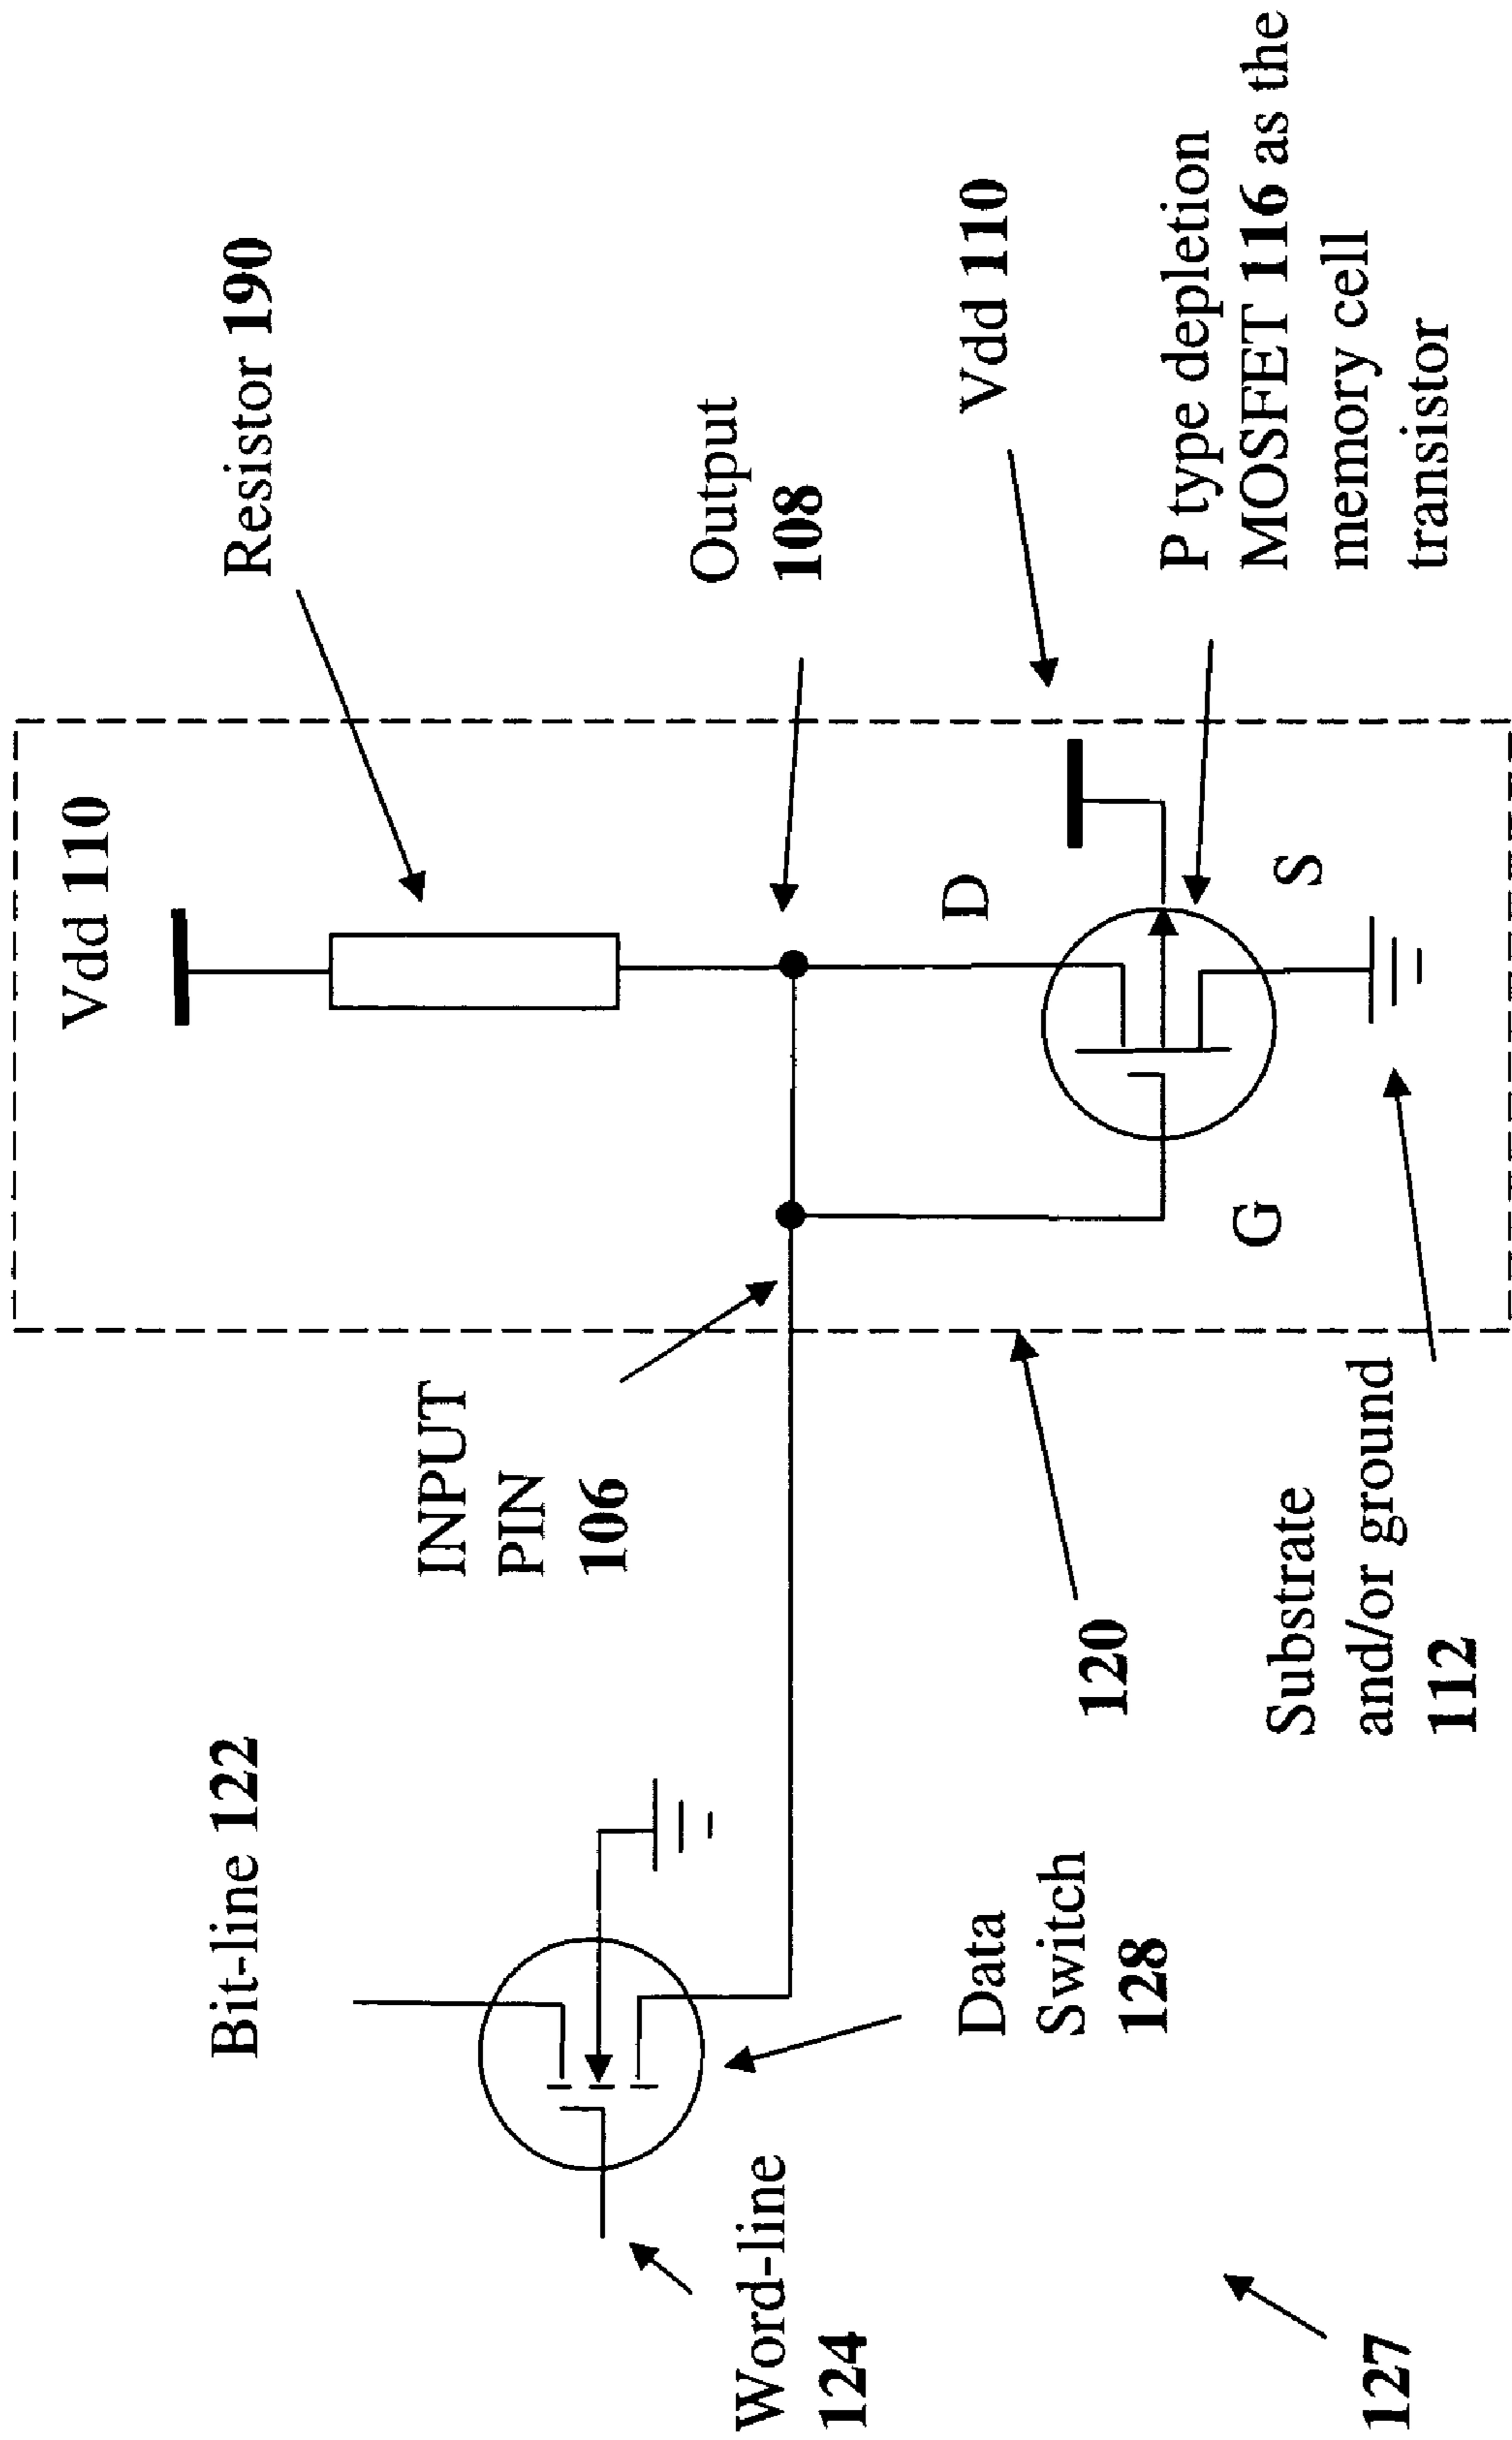 Vdd 110
Resistor 190
Bit-line 122
INPUT
PIN
106
Output
108
Word-line
124
Data
Switch
128
D
Vdd 110
120
G
S
P type depletion
MOSFET 116 as the
memory cell
transistor
Substrate
and/or ground
112
127